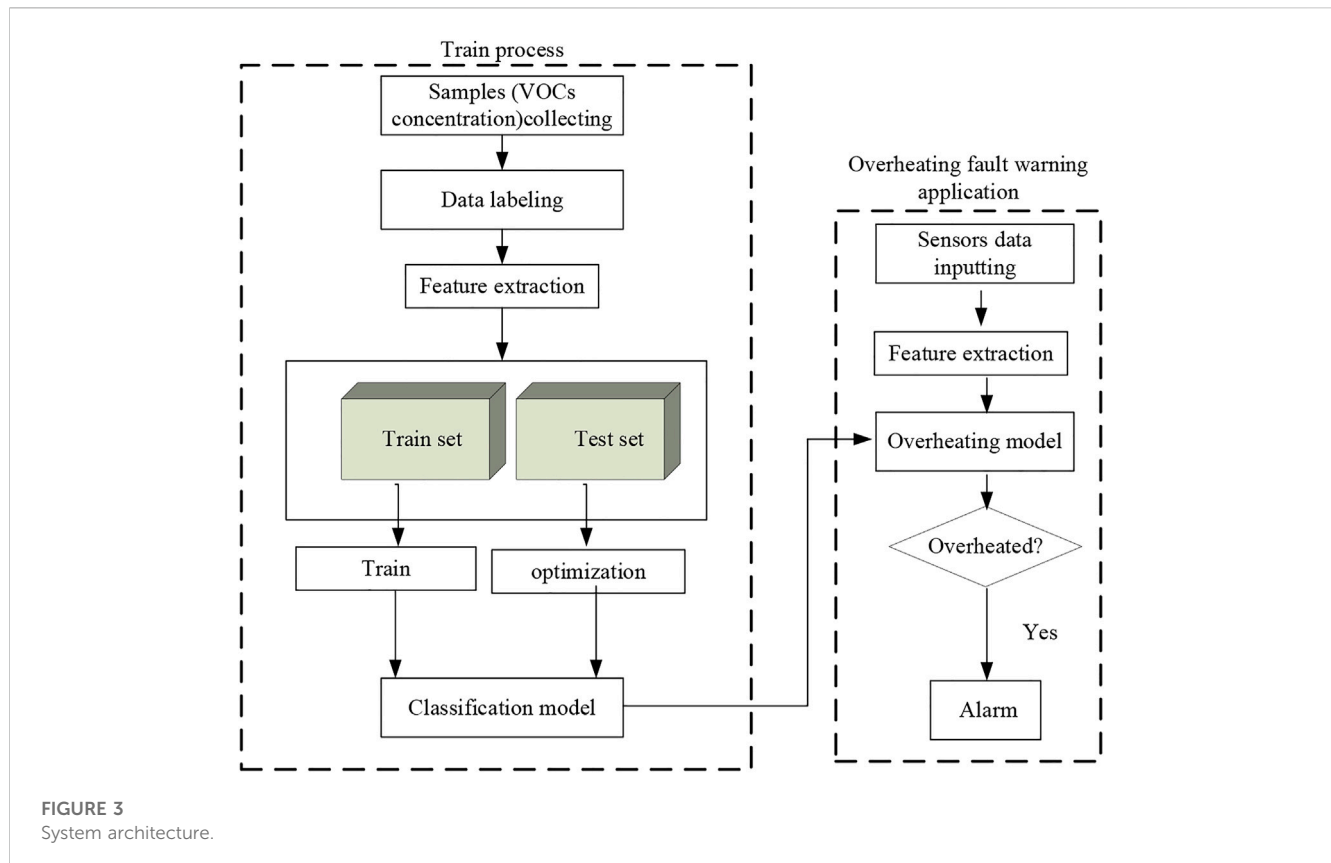 Train process
Samples (VOCs
concentration)collecting
Data labeling
Feature extraction
Train set
Test set
Train
optimization
Classification model
Overheating fault warning
application
Sensors data
inputting
Feature extraction
Overheating model
Overheated?
Yes
Alarm
FIGURE 3
System architecture.